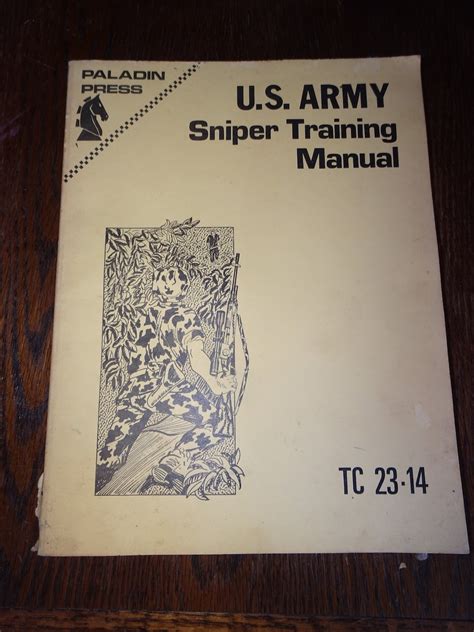 PALADIN
PRESS
U.S. ARMY
Sniper Training
Manual
TC 23-14